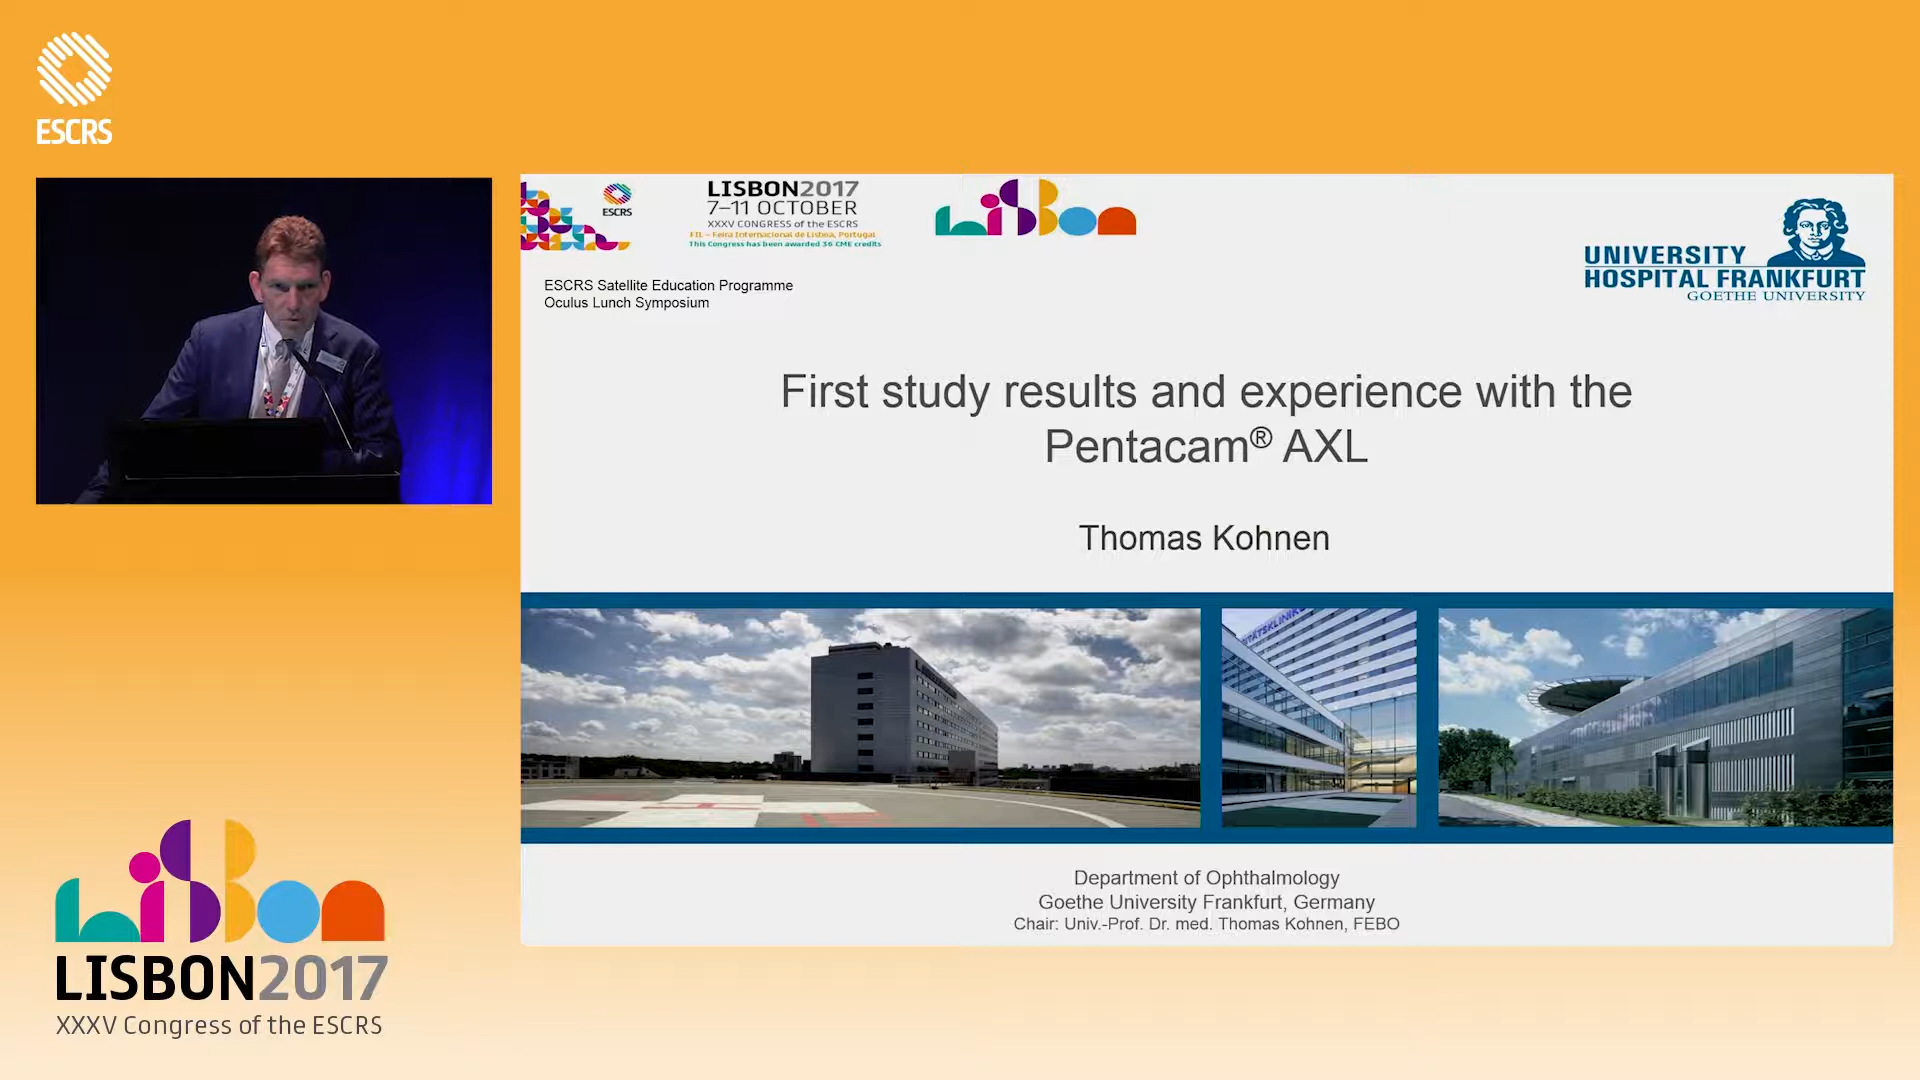 ESCRS
ESCRS
LISBON2017
7–11 OCTOBER
XXXV CONGRESS of the ESCRS
FIL – Feira Internacional de Lisboa, Portugal
This Congress has been awarded 36 CME credits
LiSBon
UNIVERSITY
HOSPITAL FRANKFURT
GOETHE UNIVERSITY
ESCRS Satellite Education Programme
Oculus Lunch Symposium
First study results and experience with the
Pentacam® AXL
Thomas Kohnen
Department of Ophthalmology
Goethe University Frankfurt, Germany
Chair: Univ.-Prof. Dr. med. Thomas Kohnen, FEBO
LiSBon
LISBON2017
XXXV Congress of the ESCRS